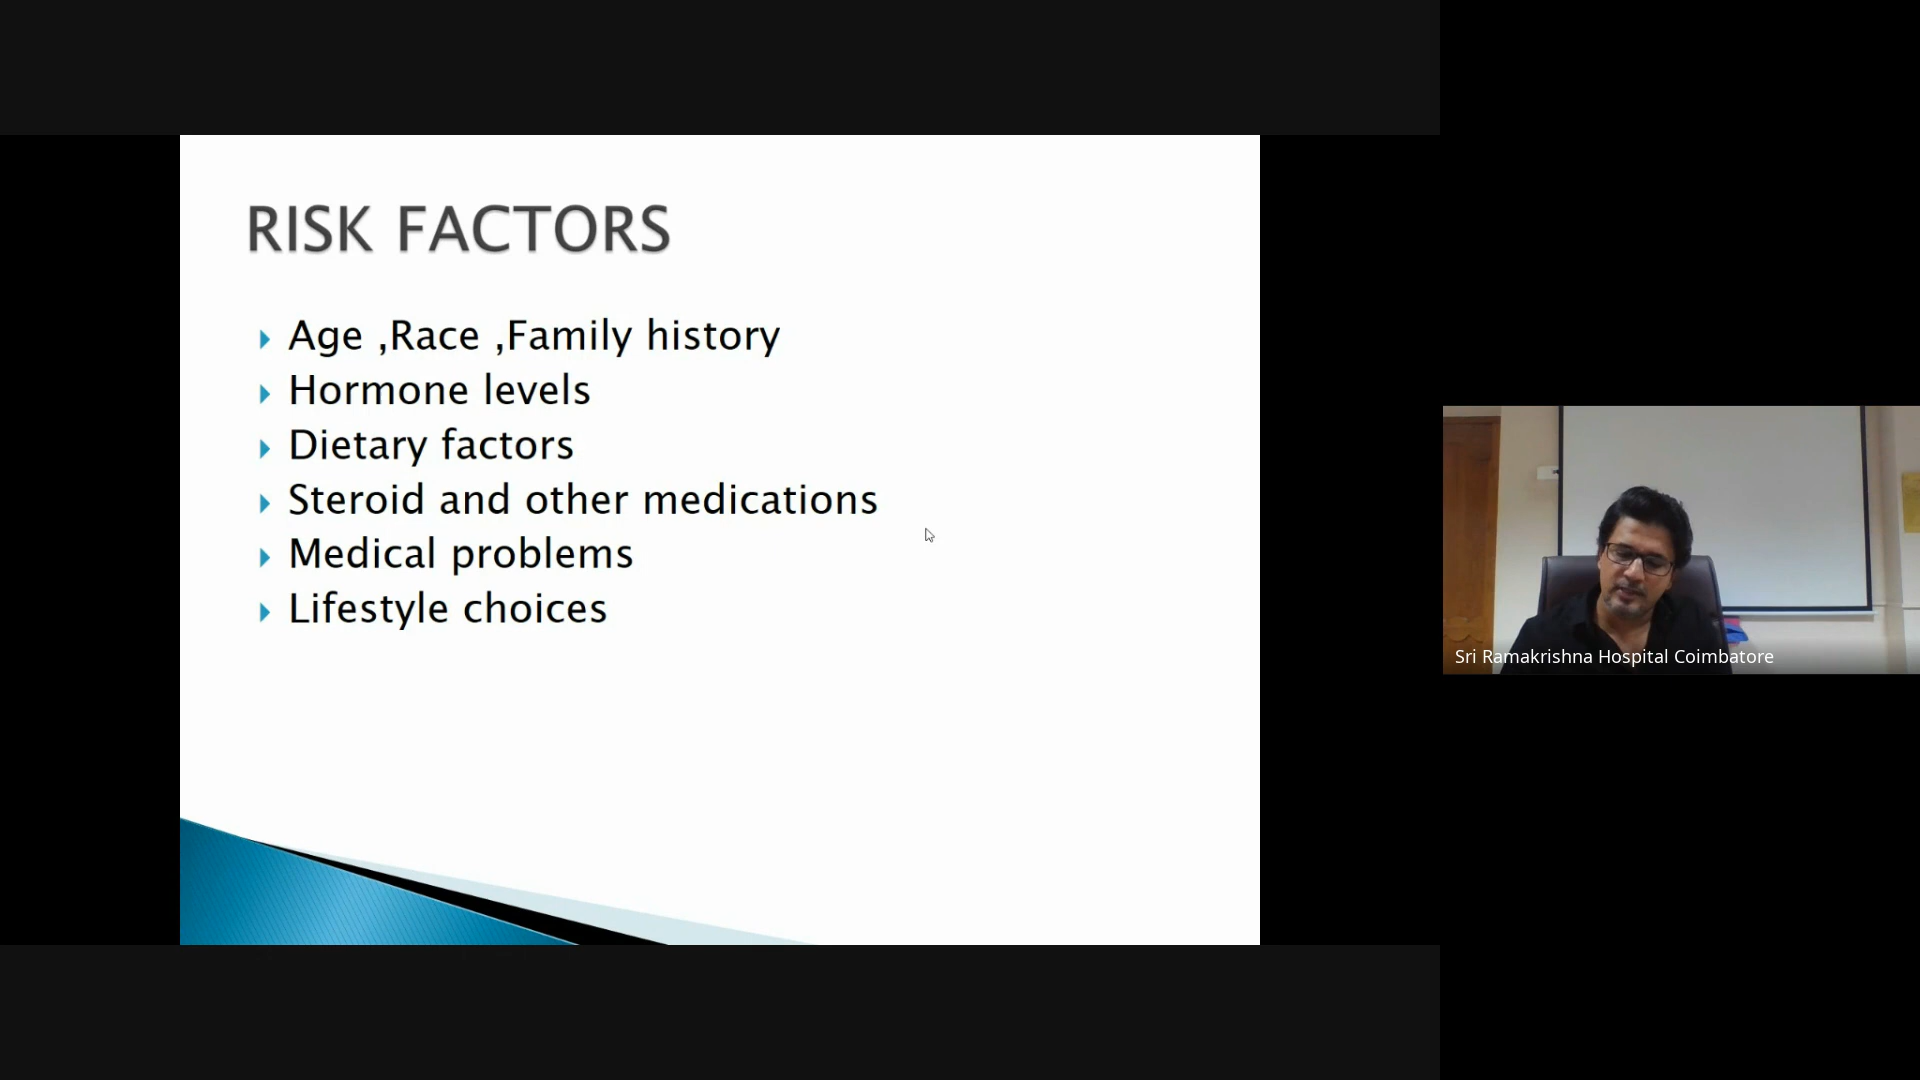 RISK FACTORS
Age ,Race ,Family history
Hormone levels
Dietary factors
Steroid and other medications
Medical problems
Lifestyle choices
Sri Ramakrishna Hospital Coimbatore